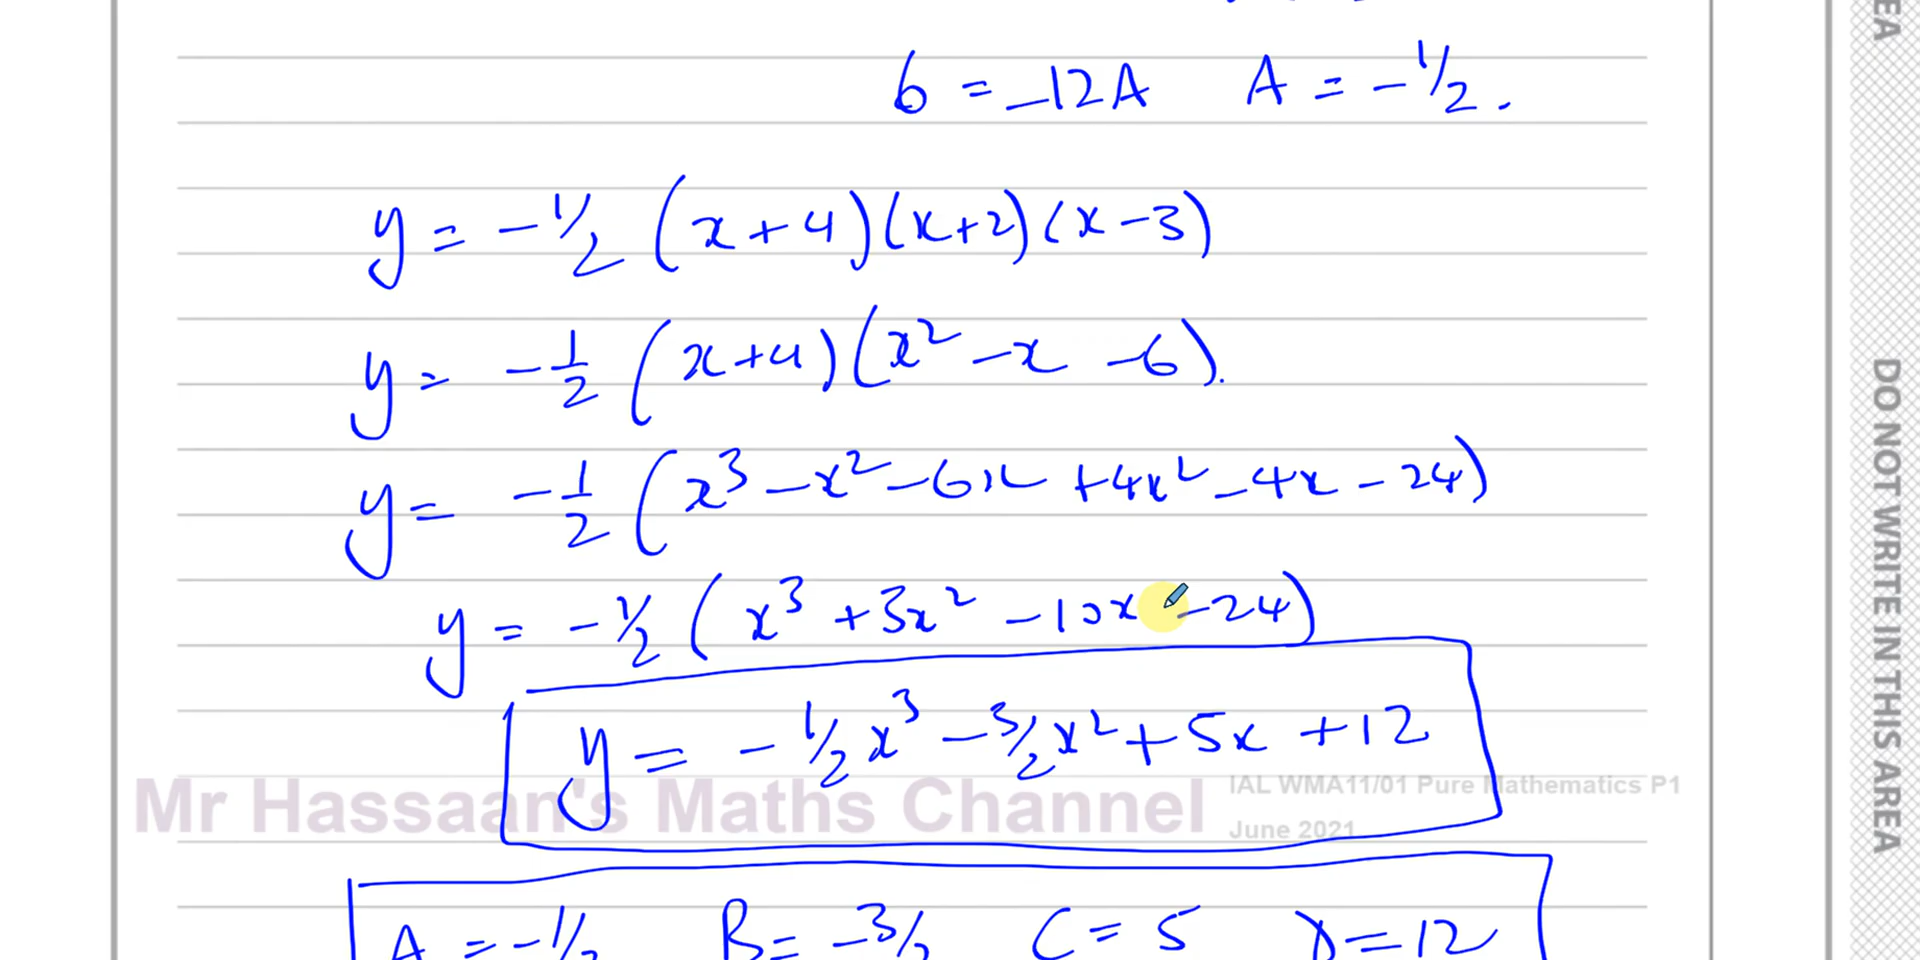 6 = -12A A = -1/2.
y = -1/2 (x+4)(x+2)(x-3)
y = -1/2 (x+4)(x² -x -6).
y = -1/2 (x³ -x² -6x +4x² -4x -24)
y = -1/2 (x³ +3x² -10x -24)
y = -1/2x³ -3/2x² +5x +12
Mr Hassaan's Maths Channel
IAL WMA11/01 Pure Mathematics P1
June 2021
A = -1/2 B = -3/2 C = 5 D = 12
EA
DO NOT WRITE IN THIS AREA